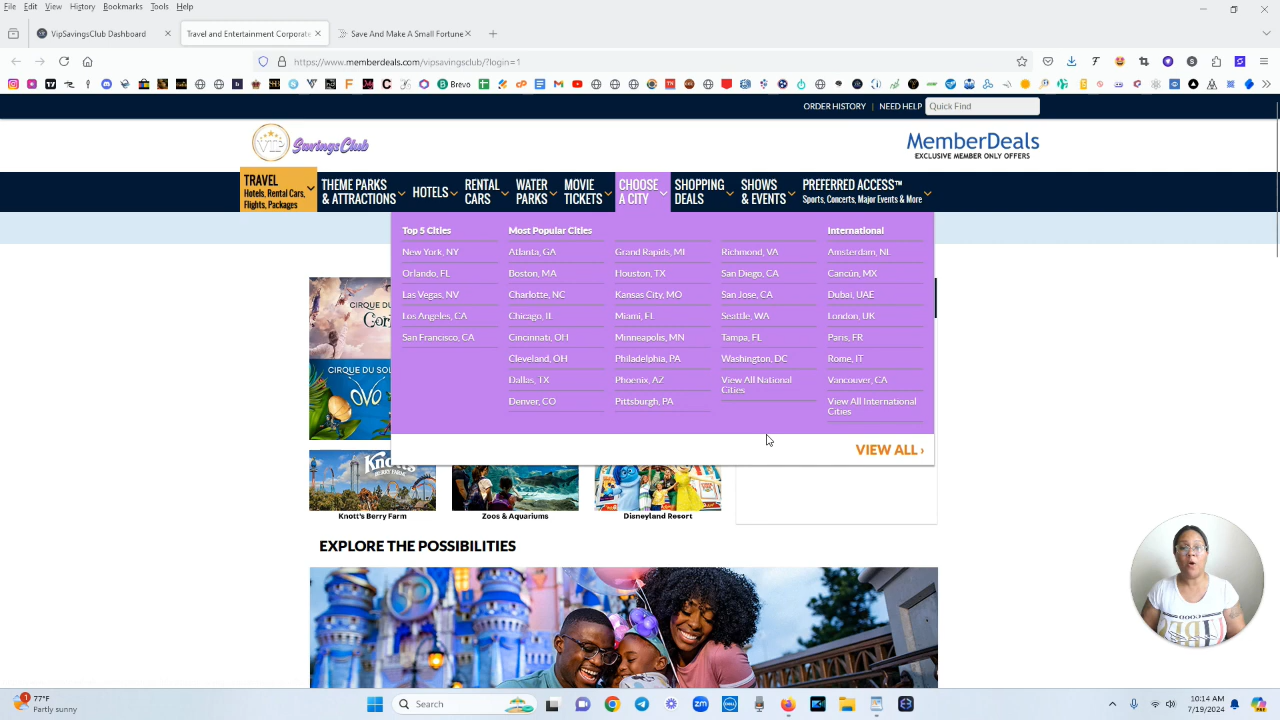 File Edit View History Bookmarks Tools Help
VipSavingsClub Dashboard
Travel and Entertainment Corporate
Save And Make A Small Fortune
https://www.memberdeals.com/vipsavingsclub/?login=1
Brevo
ORDER HISTORY | NEED HELP
Quick Find
VIP SavingsClub
MemberDeals
EXCLUSIVE MEMBER ONLY OFFERS
TRAVEL
Hotels, Rental Cars,
Flights, Packages
THEME PARKS
& ATTRACTIONS
HOTELS
RENTAL
CARS
WATER
PARKS
MOVIE
TICKETS
CHOOSE
A CITY
SHOPPING
DEALS
SHOWS
& EVENTS
PREFERRED ACCESS™
Sports, Concerts, Major Events & More
Top 5 Cities
New York, NY
Orlando, FL
Las Vegas, NV
Los Angeles, CA
San Francisco, CA
Most Popular Cities
Atlanta, GA
Boston, MA
Charlotte, NC
Chicago, IL
Cincinnati, OH
Cleveland, OH
Dallas, TX
Denver, CO
Grand Rapids, MI
Houston, TX
Kansas City, MO
Miami, FL
Minneapolis, MN
Philadelphia, PA
Phoenix, AZ
Pittsburgh, PA
Richmond, VA
San Diego, CA
San Jose, CA
Seattle, WA
Tampa, FL
Washington, DC
View All National
Cities
International
Amsterdam, NL
Cancún, MX
Dubai, UAE
London, UK
Paris, FR
Rome, IT
Vancouver, CA
View All International
Cities
VIEW ALL ›
CIRQUE DU
CIRQUE DU SOL
OVO
Knott's
BERRY FARM
Knott's Berry Farm
Zoos & Aquariums
Disneyland Resort
EXPLORE THE POSSIBILITIES
1
77°F
Partly sunny
Search
10:14 AM
7/19/2024